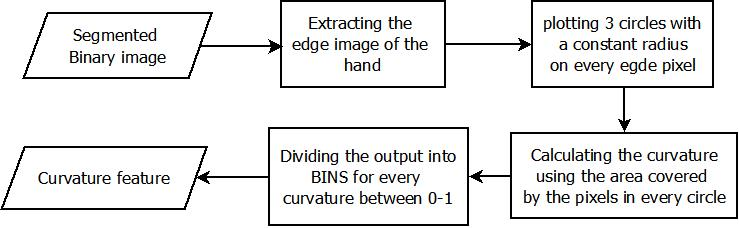 Segmented
Binary image
Extracting the
edge image of the
hand
plotting 3 circles with
a constant radius
on every egde pixel
Calculating the curvature
using the area covered
by the pixels in every circle
Dividing the output into
BINS for every
curvature between 0-1
Curvature feature